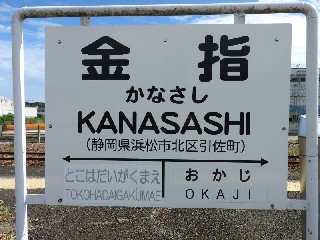 金指
かなさし
KANASASHI
(静岡県浜松市北区引佐町)
とこはだいがくまえ おかじ
TOKOHADAIGAKUMAE OKAJI